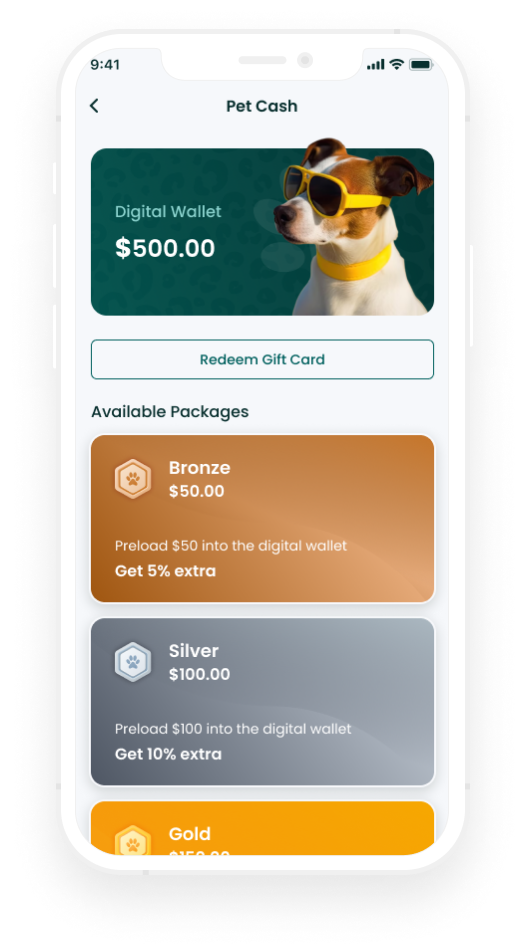 9:41
Pet Cash
Digital Wallet
$500.00
Redeem Gift Card
Available Packages
Bronze
$50.00
Preload $50 into the digital wallet
Get 5% extra
Silver
$100.00
Preload $100 into the digital wallet
Get 10% extra
Gold